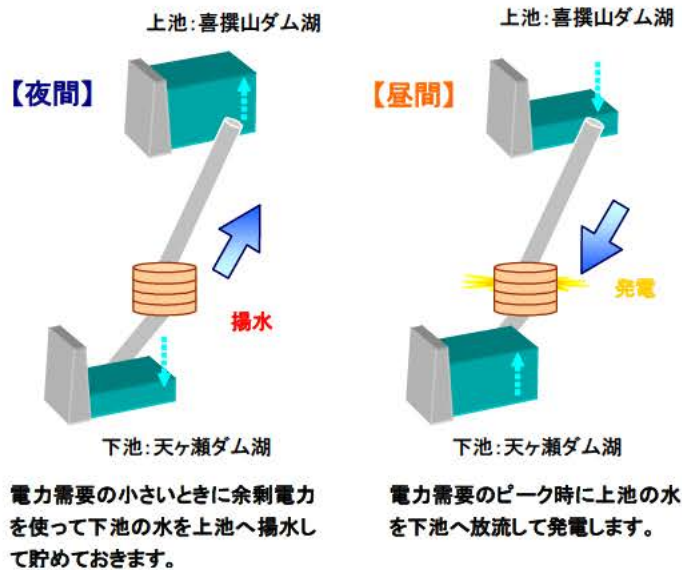 上池:喜撰山ダム湖
【夜間】
揚水
下池:天ヶ瀬ダム湖
電力需要の小さいときに余剰電力
を使って下池の水を上池へ揚水し
て貯めておきます。
上池:喜撰山ダム湖
【昼間】
発電
下池:天ヶ瀬ダム湖
電力需要のピーク時に上池の水
を下池へ放流して発電します。